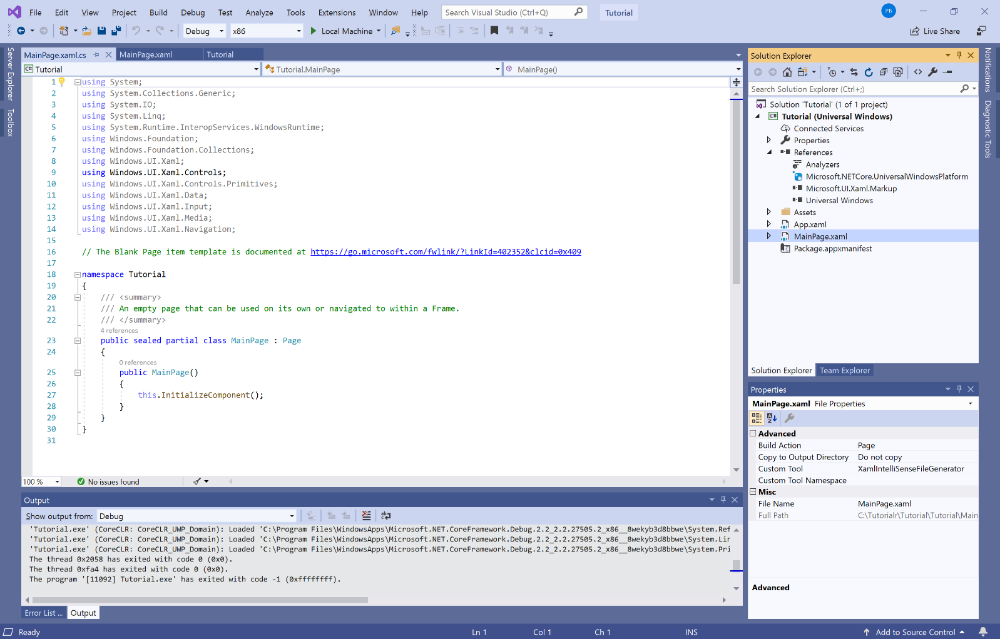 File Edit View Project Build Debug Test Analyze Tools Extensions Window Help Search Visual Studio (Ctrl+Q) Tutorial PB
Debug x86 Local Machine Live Share
Server Explorer
Toolbox
MainPage.xaml.cs MainPage.xaml Tutorial
C# Tutorial Tutorial.MainPage MainPage()
1 using System;
2 using System.Collections.Generic;
3 using System.IO;
4 using System.Linq;
5 using System.Runtime.InteropServices.WindowsRuntime;
6 using Windows.Foundation;
7 using Windows.Foundation.Collections;
8 using Windows.UI.Xaml;
9 using Windows.UI.Xaml.Controls;
10 using Windows.UI.Xaml.Controls.Primitives;
11 using Windows.UI.Xaml.Data;
12 using Windows.UI.Xaml.Input;
13 using Windows.UI.Xaml.Media;
14 using Windows.UI.Xaml.Navigation;
15
16 // The Blank Page item template is documented at https://go.microsoft.com/fwlink/?LinkId=402352&clcid=0x409
17
18 namespace Tutorial
19 {
20 /// <summary>
21 /// An empty page that can be used on its own or navigated to within a Frame.
22 /// </summary>
4 references
23 public sealed partial class MainPage : Page
24 {
0 references
25 public MainPage()
26 {
27 this.InitializeComponent();
28 }
29 }
30 }
31
100 % No issues found
Output
Show output from: Debug
'Tutorial.exe' (CoreCLR: CoreCLR_UWP_Domain): Loaded 'C:\Program Files\WindowsApps\Microsoft.NET.CoreFramework.Debug.2.2_2.2.27505.2_x86__8wekyb3d8bbwe\System.Ref
'Tutorial.exe' (CoreCLR: CoreCLR_UWP_Domain): Loaded 'C:\Program Files\WindowsApps\Microsoft.NET.CoreFramework.Debug.2.2_2.2.27505.2_x86__8wekyb3d8bbwe\System.Lin
'Tutorial.exe' (CoreCLR: CoreCLR_UWP_Domain): Loaded 'C:\Program Files\WindowsApps\Microsoft.NET.CoreFramework.Debug.2.2_2.2.27505.2_x86__8wekyb3d8bbwe\System.Pri
The thread 0x2058 has exited with code 0 (0x0).
The thread 0xfa4 has exited with code 0 (0x0).
The program '[11092] Tutorial.exe' has exited with code -1 (0xffffffff).
Error List ... Output
Solution Explorer
Search Solution Explorer (Ctrl+;)
Solution 'Tutorial' (1 of 1 project)
C# Tutorial (Universal Windows)
Connected Services
Properties
References
Analyzers
Microsoft.NETCore.UniversalWindowsPlatform
Microsoft.UI.Xaml.Markup
Universal Windows
Assets
App.xaml
MainPage.xaml
Package.appxmanifest
Solution Explorer Team Explorer
Properties
MainPage.xaml File Properties
Advanced
Build Action Page
Copy to Output Directory Do not copy
Custom Tool XamlIntelliSenseFileGenerator
Custom Tool Namespace
Misc
File Name MainPage.xaml
Full Path C:\Tutorialr\Tutorial\Tutorial\Main
Advanced
Notifications
Diagnostic Tools
Ready Ln 1 Col 1 Ch 1 INS Add to Source Control